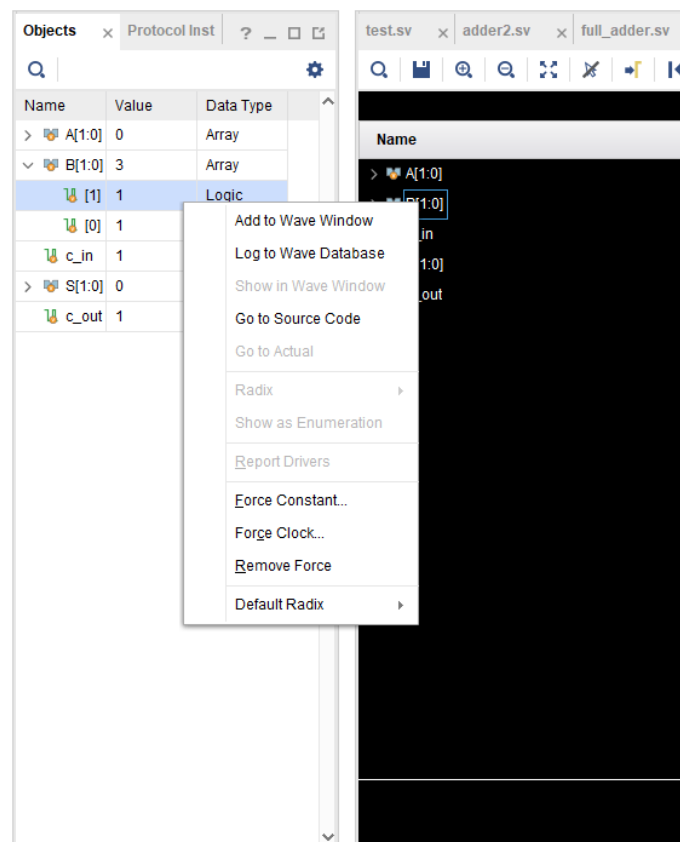 Objects × Protocol Inst ? test.sv × adder2.sv × full_adder.sv
Name Value Data Type
Name
A[1:0] 0 Array
A[1:0]
B[1:0] 3 Array
[1] 1 Logic
[1:0]
[0] 1
Add to Wave Window
_in
c_in 1
Log to Wave Database
1:0]
S[1:0] 0
Show in Wave Window
_out
c_out 1
Go to Source Code
Go to Actual
Radix
Show as Enumeration
Report Drivers
Force Constant...
Force Clock...
Remove Force
Default Radix